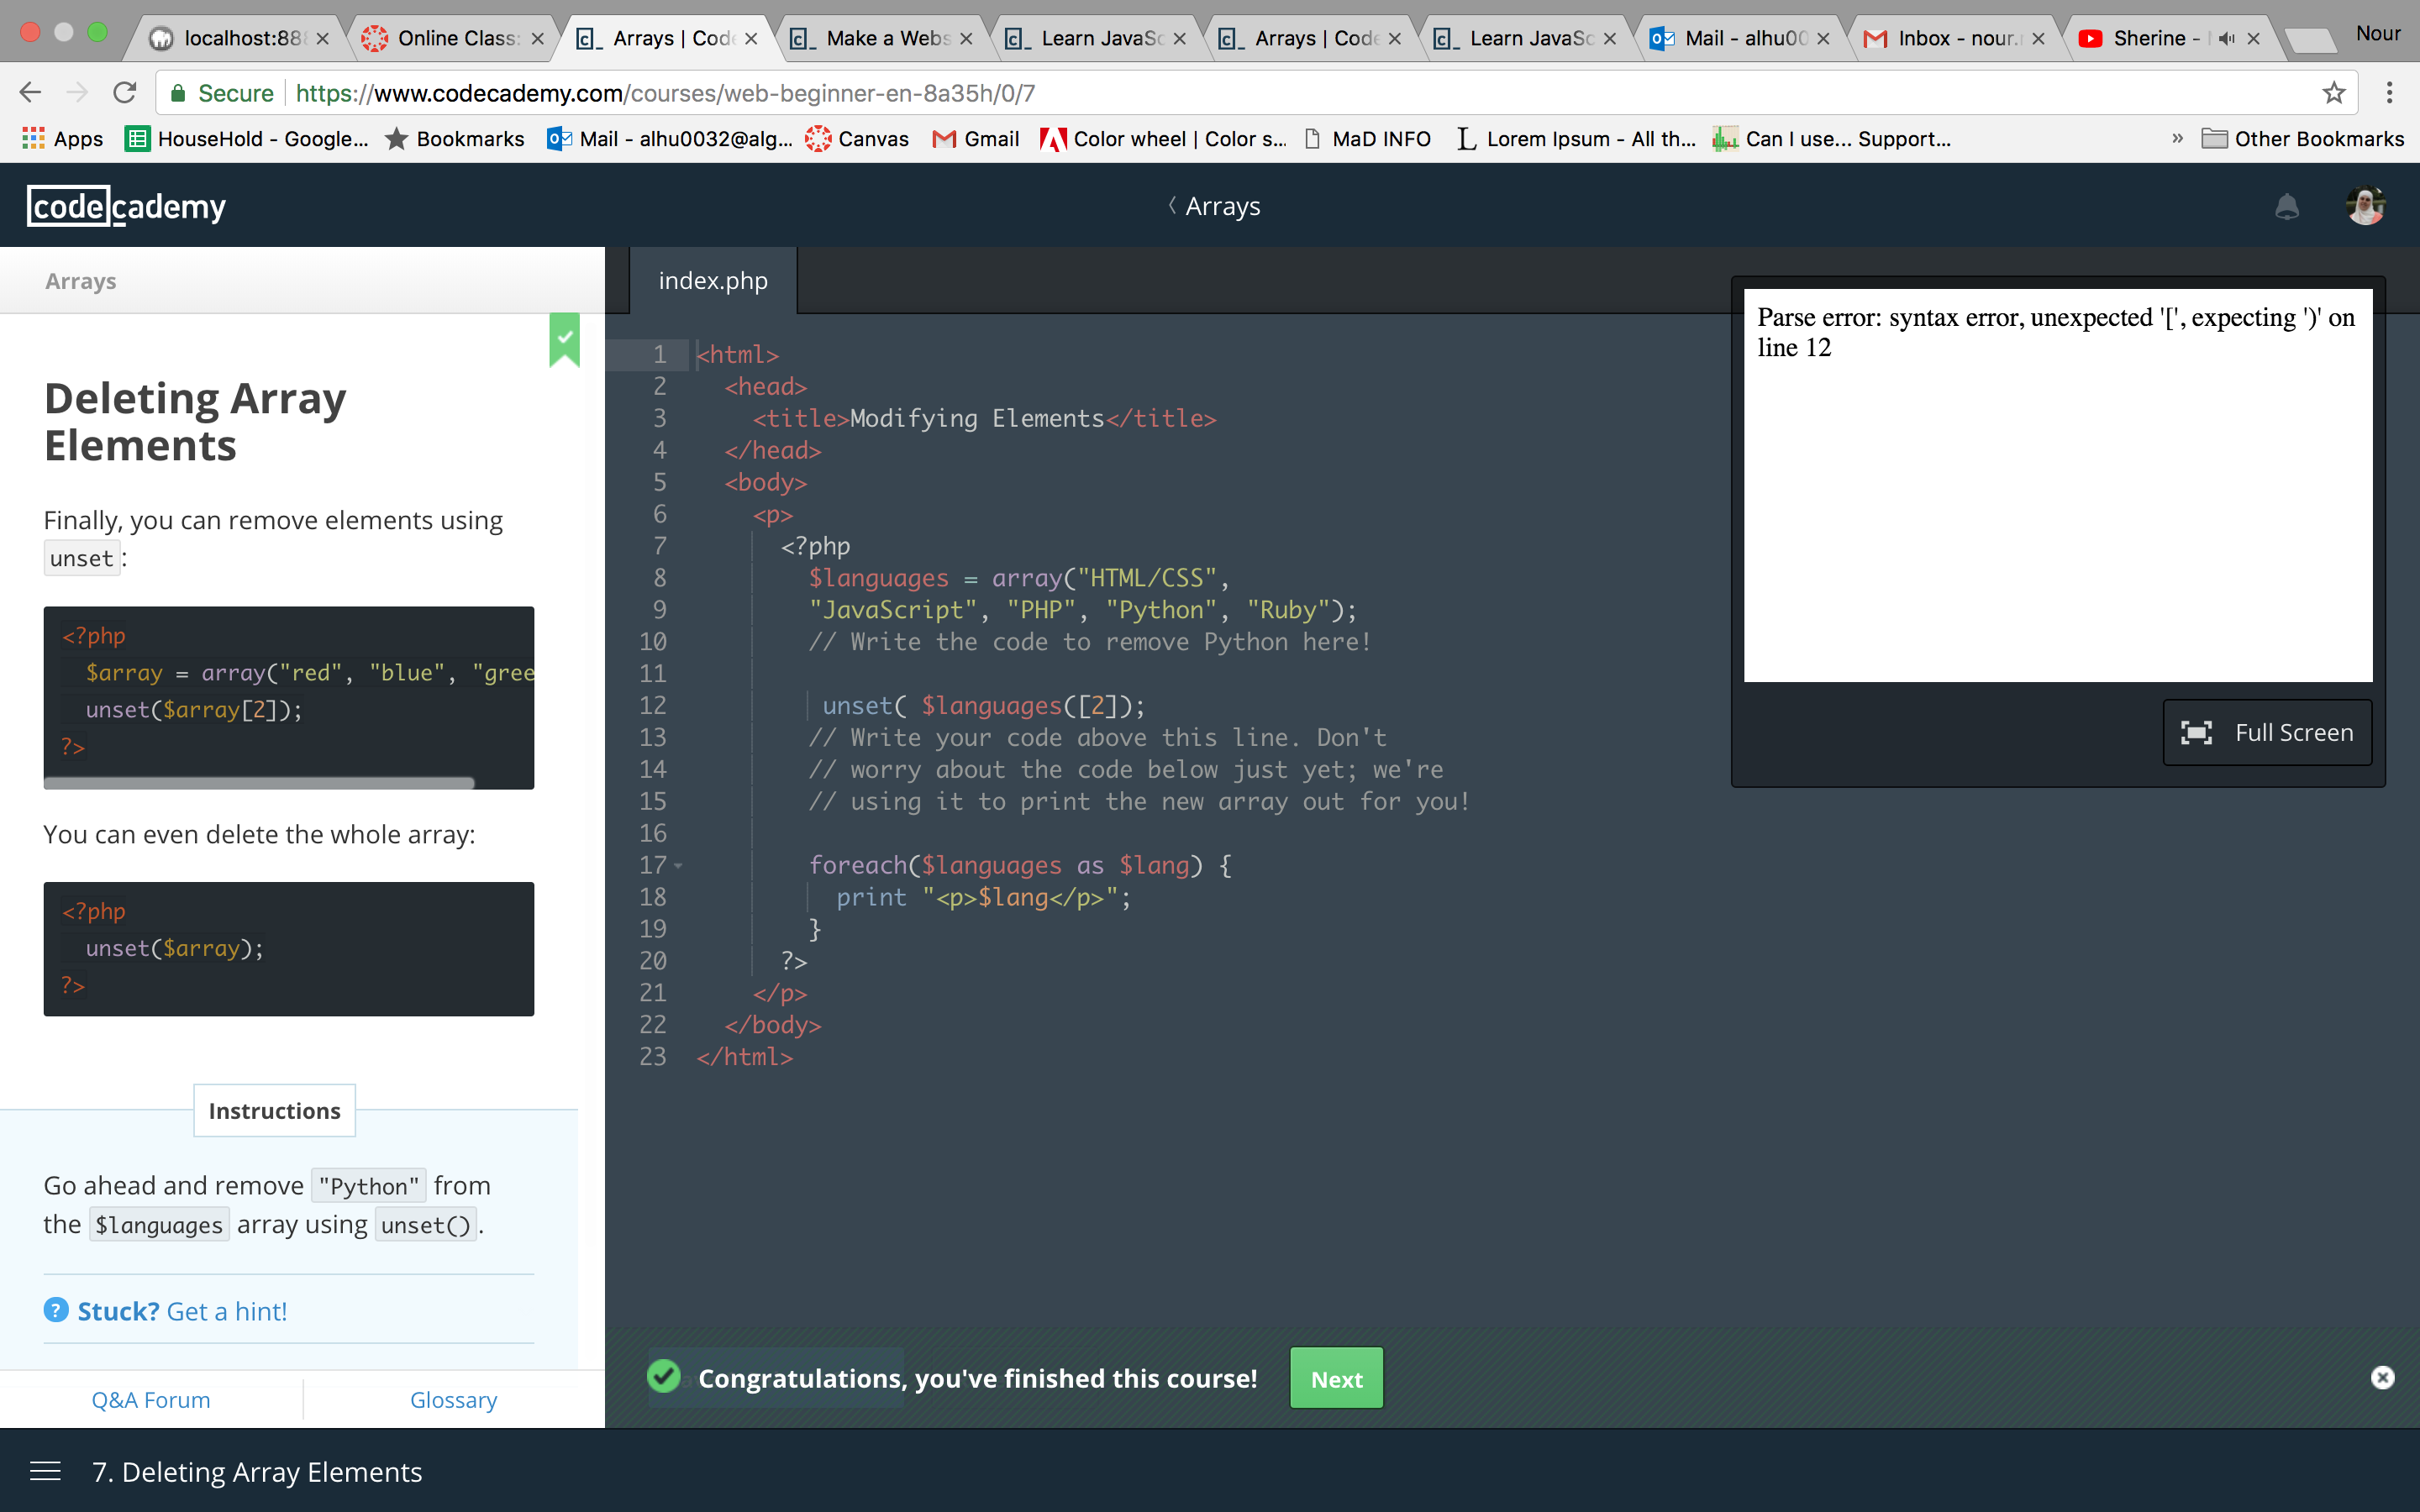 localhost:888
Online Class:
Arrays | Code
Make a Webs
Learn JavaSc
Arrays | Code
Learn JavaSc
Mail - alhu00
Inbox - nour.
Sherine -
Nour
Secure
https://www.codecademy.com/courses/web-beginner-en-8a35h/0/7
Apps
HouseHold - Google...
Bookmarks
Mail - alhu0032@alg...
Canvas
Gmail
Color wheel | Color s...
MaD INFO
Lorem Ipsum - All th...
Can I use... Support...
»
Other Bookmarks
codecademy
Arrays
Arrays
Deleting Array
Elements
Finally, you can remove elements using
unset:
<?php
$array = array("red", "blue", "gree
unset($array[2]);
?>
You can even delete the whole array:
<?php
unset($array);
?>
Instructions
Go ahead and remove "Python" from
the $languages array using unset().
? Stuck? Get a hint!
Q&A Forum
Glossary
index.php
1 <html>
2 <head>
3 <title>Modifying Elements</title>
4 </head>
5 <body>
6 <p>
7 <?php
8 $languages = array("HTML/CSS",
9 "JavaScript", "PHP", "Python", "Ruby");
10 // Write the code to remove Python here!
11
12 unset( $languages([2]);
13 // Write your code above this line. Don't
14 // worry about the code below just yet; we're
15 // using it to print the new array out for you!
16
17 foreach($languages as $lang) {
18 print "<p>$lang</p>";
19 }
20 ?>
21 </p>
22 </body>
23 </html>
Parse error: syntax error, unexpected '[', expecting ')' on
line 12
Full Screen
Congratulations, you've finished this course!
Next
7. Deleting Array Elements